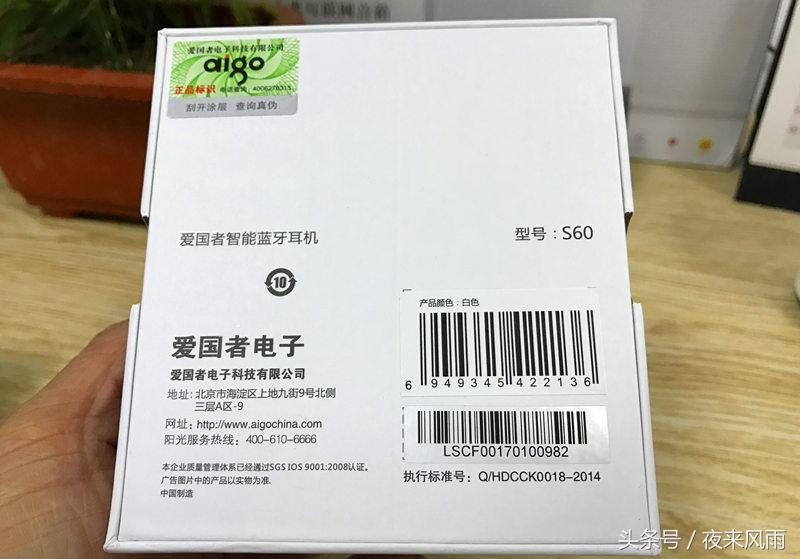 爱国者电子科技有限公司
aigo
正品标识 电话查询:4006278315
刮开涂层 查询真伪
爱国者智能蓝牙耳机
型号：S60
10
产品颜色：白色
6 949345 422136
LSCF00170100982
执行标准号：Q/HDCCK0018-2014
爱国者电子
爱国者电子科技有限公司
地址：北京市海淀区上地九街9号北侧
三层A区-9
网址：http://www.aigochina.com
阳光服务热线：400-610-6666
本企业质量管理体系已经通过SGS IOS 9001:2008认证。
广告图片中的产品以实物为准.
中国制造
头条号 / 夜来风雨